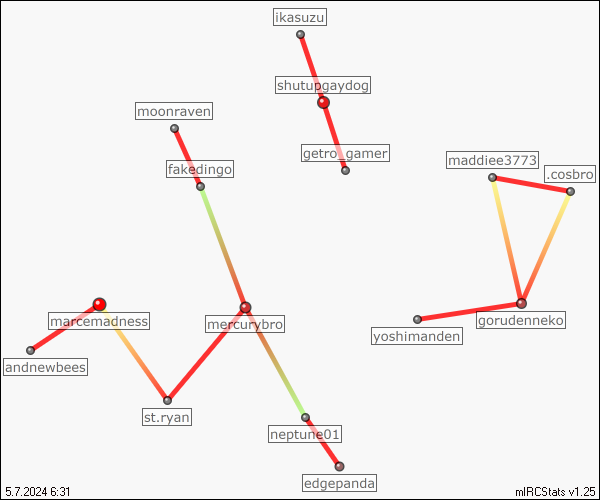 ikasuzu
shutupgaydog
moonraven
getro_gamer
maddiee3773
fakedingo
.cosbro
marcemadness
mercurybro
gorudenneko
yoshimanden
andnewbees
st.ryan
neptune01
edgepanda
5.7.2024 6:31
mIRCStats v1.25